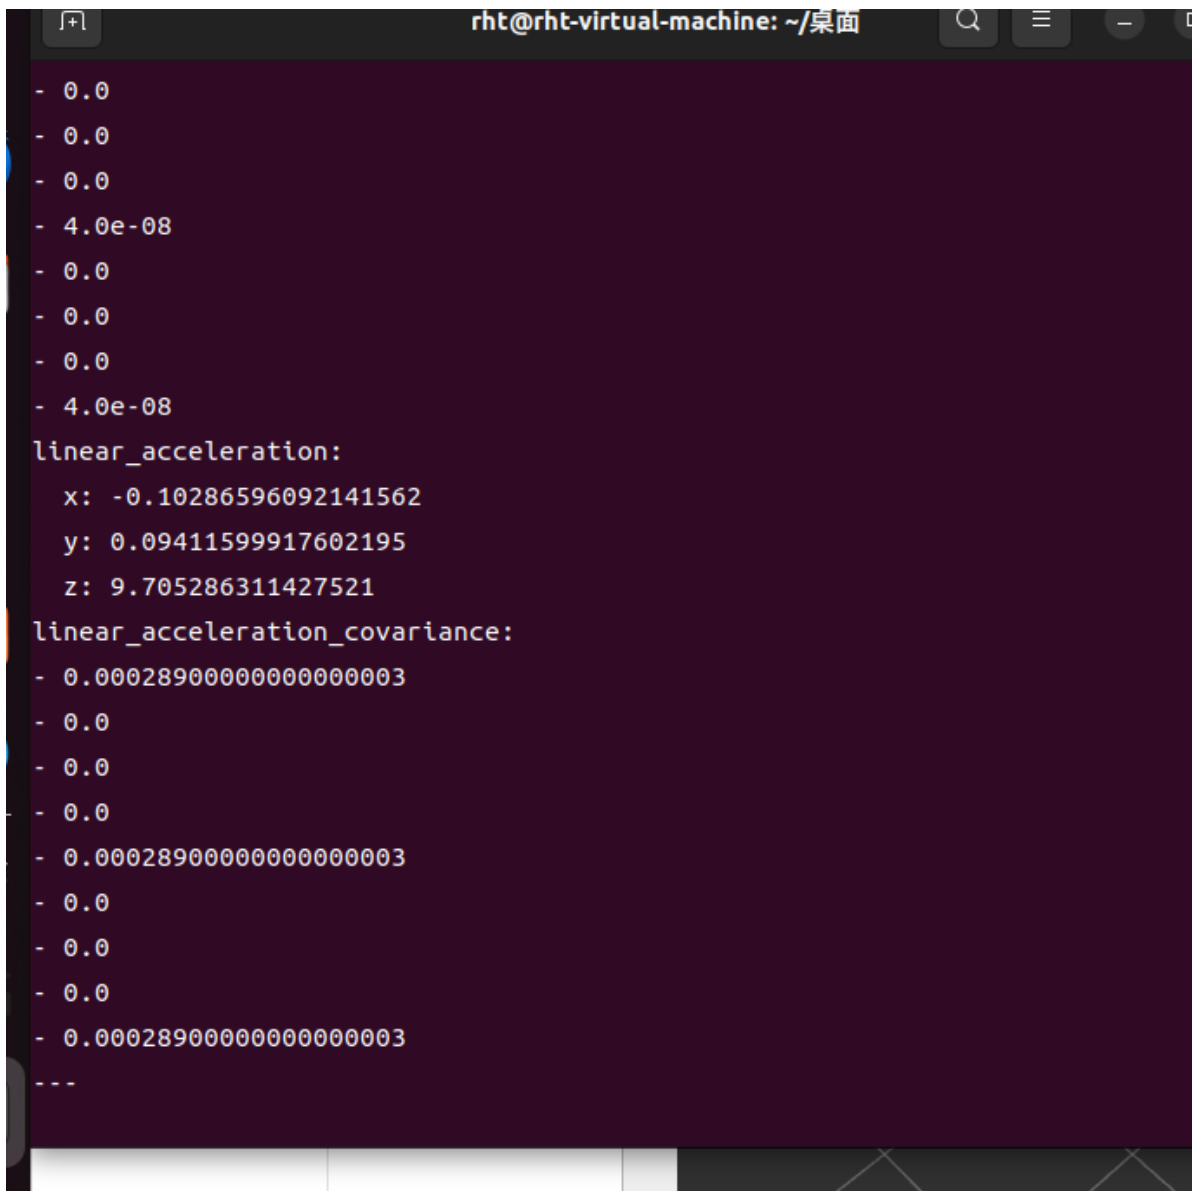 rht@rht-virtual-machine: ~/桌面
- 0.0
- 0.0
- 0.0
- 4.0e-08
- 0.0
- 0.0
- 0.0
- 4.0e-08
linear_acceleration:
  x: -0.10286596092141562
  y: 0.09411599917602195
  z: 9.705286311427521
linear_acceleration_covariance:
- 0.00028900000000000003
- 0.0
- 0.0
- 0.0
- 0.00028900000000000003
- 0.0
- 0.0
- 0.0
- 0.00028900000000000003
---